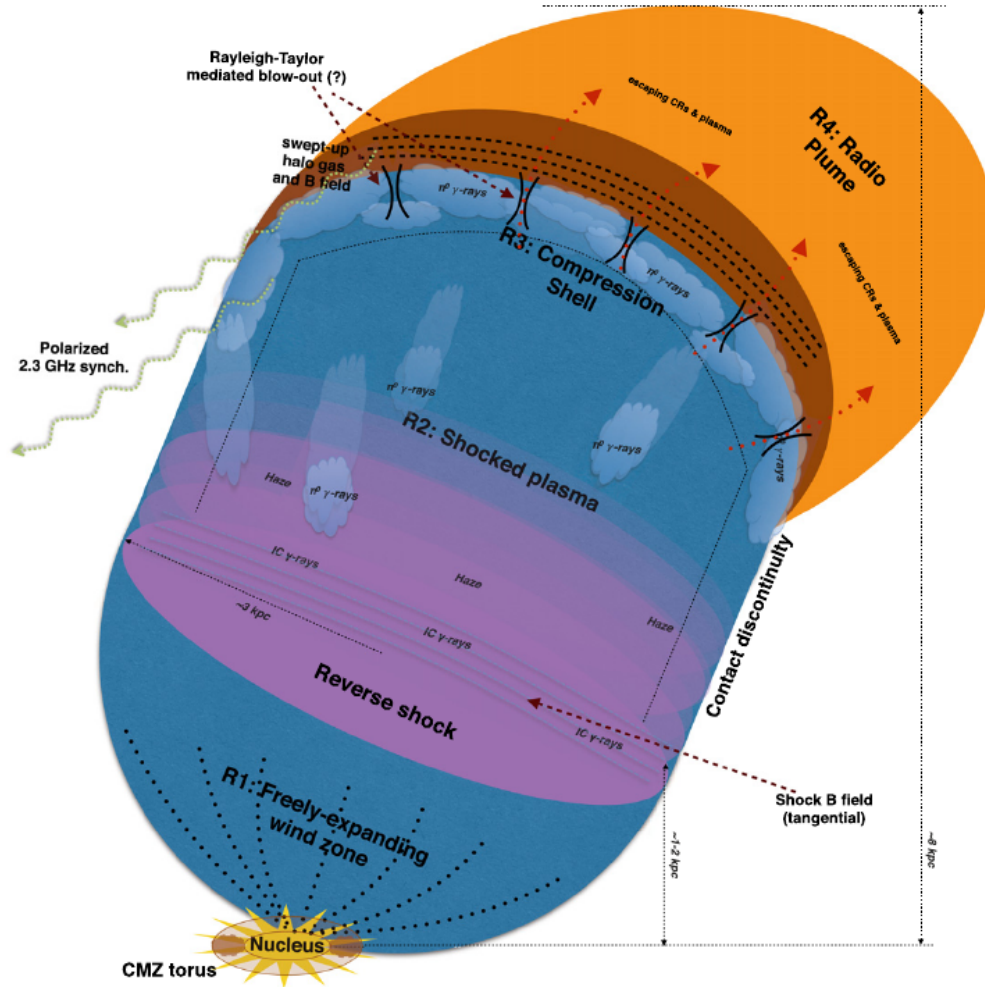 Rayleigh-Taylor
mediated blow-out (?)
swept-up
halo gas
and B field
escaping CRs & plasma
R4: Radio
Plume
escaping CRs & plasma
π⁰ γ-rays
π⁰ γ-rays
R3: Compression
Shell
π⁰ γ-rays
Polarized
2.3 GHz synch.
π⁰ γ-rays
γ-rays
R2: Shocked plasma
π⁰ γ-rays
Haze
π⁰ γ-rays
IC γ-rays
Haze
Haze
~3 kpc
IC γ-rays
Contact discontinuity
Reverse shock
IC γ-rays
R1: Freely-expanding
wind zone
Shock B field
(tangential)
~1-2 kpc
~8 kpc
Nucleus
CMZ torus